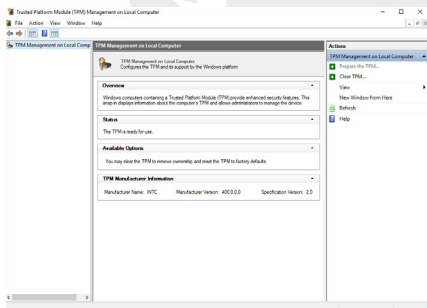 Trusted Platform Module (TPM) Management on Local Computer
File Action View Window Help
TPM Management on Local Comp
TPM Management on Local Computer
TPM Management on Local Computer
Configures the TPM and its support by the Windows platform
Overview
Windows computers containing a Trusted Platform Module (TPM) provide enhanced security features. This
snap-in displays information about the computer's TPM and allows administrators to manage the device.
Status
The TPM is ready for use.
Available Options
You may clear the TPM to remove ownership and reset the TPM to factory defaults.
TPM Manufacturer Information
Manufacturer Name: INTC Manufacturer Version: 400.0.0.0 Specification Version: 2.0
Actions
TPM Management on Local Computer
Prepare the TPM...
Clear TPM...
View
New Window from Here
Refresh
Help